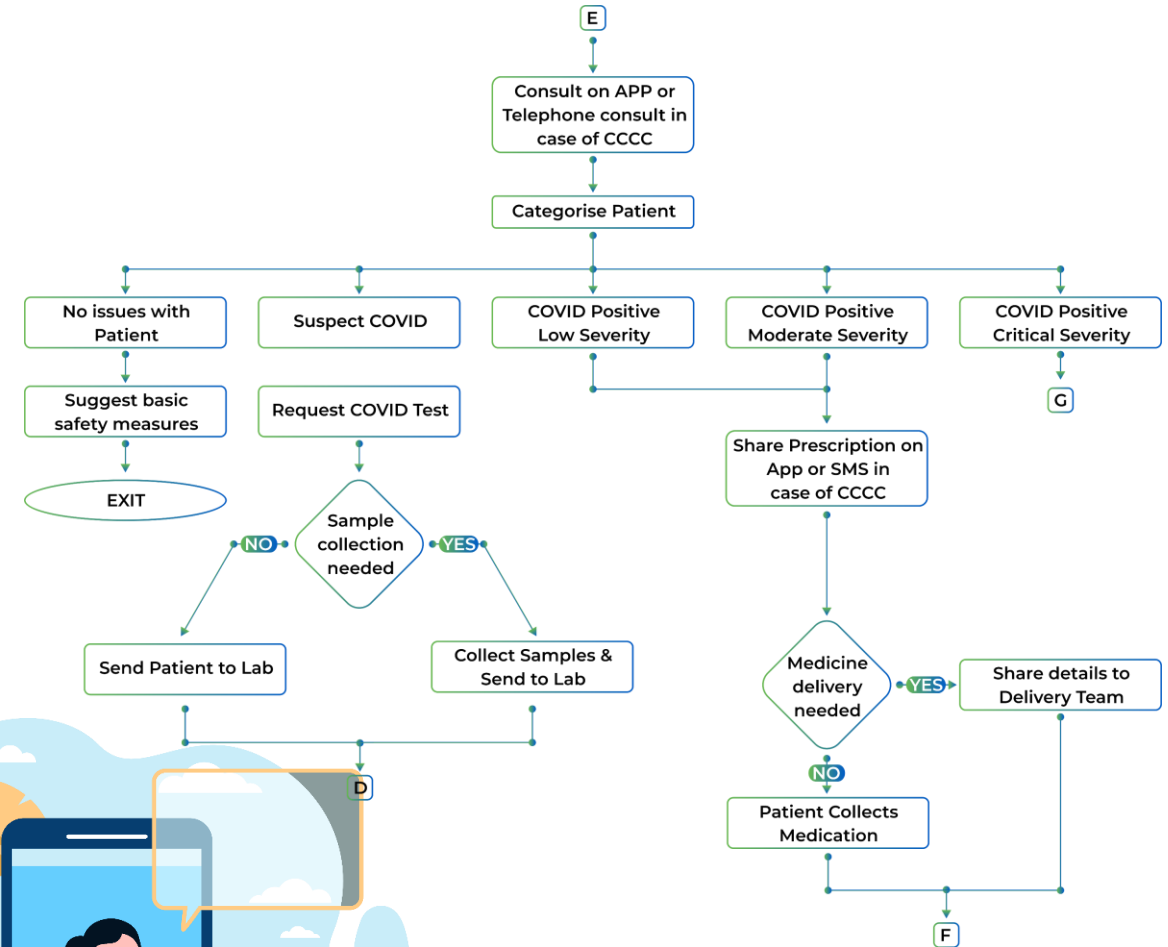 E
Consult on APP or
Telephone consult in
case of CCCC
Categorise Patient
No issues with
Patient
Suspect COVID
COVID Positive
Low Severity
COVID Positive
Moderate Severity
COVID Positive
Critical Severity
Suggest basic
safety measures
Request COVID Test
G
Share Prescription on
App or SMS in
case of CCCC
EXIT
Sample
collection
needed
NO
YES
Send Patient to Lab
Collect Samples &
Send to Lab
Medicine
delivery
needed
YES
Share details to
Delivery Team
NO
D
Patient Collects
Medication
F